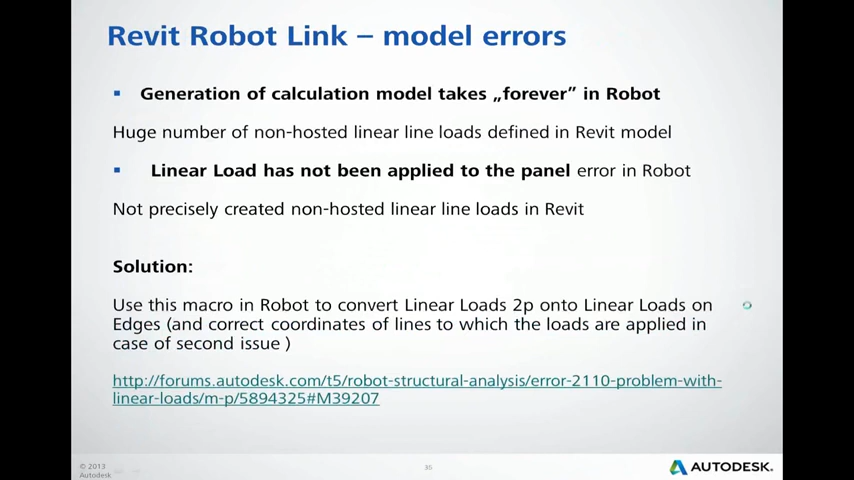 Revit Robot Link – model errors
Generation of calculation model takes „forever” in Robot
Huge number of non-hosted linear line loads defined in Revit model
Linear Load has not been applied to the panel error in Robot
Not precisely created non-hosted linear line loads in Revit
Solution:
Use this macro in Robot to convert Linear Loads 2p onto Linear Loads on
Edges (and correct coordinates of lines to which the loads are applied in
case of second issue )
http://forums.autodesk.com/t5/robot-structural-analysis/error-2110-problem-with-
linear-loads/m-p/5894325#M39207
© 2013
Autodesk
35
AUTODESK.